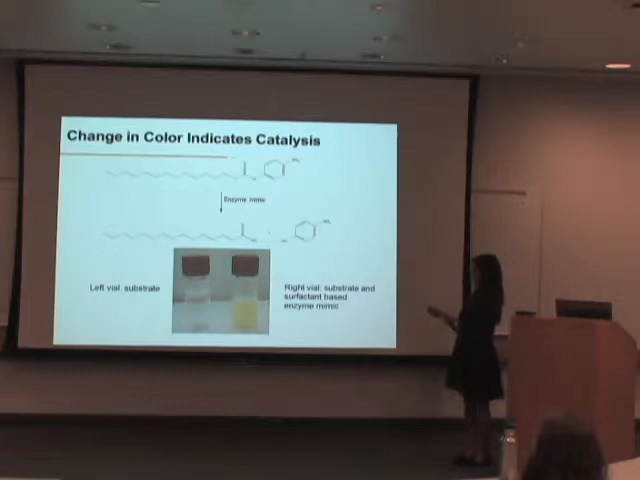 Change in Color Indicates Catalysis
Enzyme mimic
Left vial: substrate
Right vial: substrate and
surfactant based
enzyme mimic